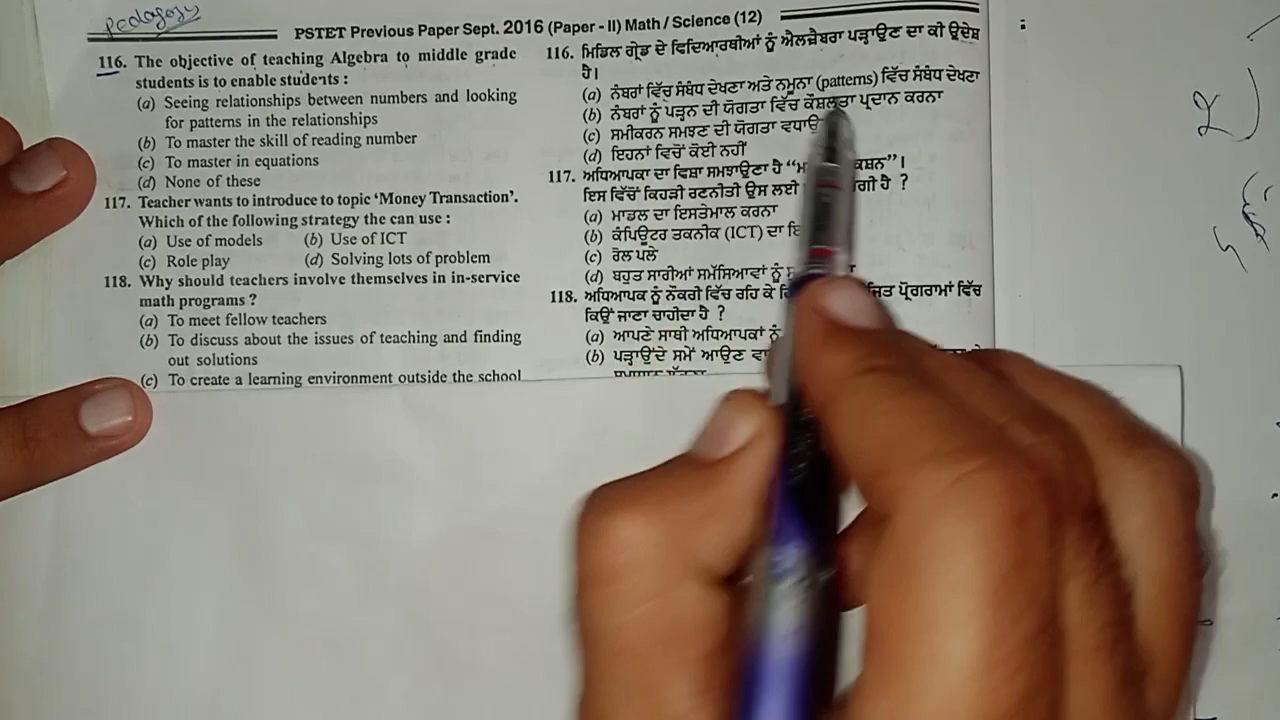 Pedagogy
PSTET Previous Paper Sept. 2016 (Paper - II) Math / Science (12)
116. The objective of teaching Algebra to middle grade
students is to enable students :
(a) Seeing relationships between numbers and looking
for patterns in the relationships
(b) To master the skill of reading number
(c) To master in equations
(d) None of these
117. Teacher wants to introduce to topic ‘Money Transaction’.
Which of the following strategy the can use :
(a) Use of models (b) Use of ICT
(c) Role play (d) Solving lots of problem
118. Why should teachers involve themselves in in-service
math programs ?
(a) To meet fellow teachers
(b) To discuss about the issues of teaching and finding
out solutions
(c) To create a learning environment outside the school
116. ਮਿਡਿਲ ਗ੍ਰੇਡ ਦੇ ਵਿਦਿਆਰਥੀਆਂ ਨੂੰ ਐਲਜ਼ੈਬਰਾ ਪੜ੍ਹਾਉਣ ਦਾ ਕੀ ਉਦੇਸ਼
ਹੈ।
(a) ਨੰਬਰਾਂ ਵਿੱਚ ਸੰਬੰਧ ਦੇਖਣਾ ਅਤੇ ਨਮੂਨਾ (patterns) ਵਿੱਚ ਸੰਬੰਧ ਦੇਖਣਾ
(b) ਨੰਬਰਾਂ ਨੂੰ ਪੜ੍ਹਨ ਦੀ ਯੋਗਤਾ ਵਿੱਚ ਕੌਸ਼ਲਤਾ ਪ੍ਰਦਾਨ ਕਰਨਾ
(c) ਸਮੀਕਰਨ ਸਮਝਣ ਦੀ ਯੋਗਤਾ
(d) ਇਹਨਾਂ ਵਿਚੋਂ ਕੋਈ ਨਹੀਂ
117. ਅਧਿਆਪਕਾ ਦਾ ਵਿਸ਼ਾ ਸਮਝਾਉਣਾ ਹੈ
ਇਸ ਵਿੱਚੋਂ ਕਿਹੜੀ ਰਣਨੀਤੀ ਉਸ ਲਈ ਹੈ ?
(a) ਮਾਡਲ ਦਾ ਇਸਤੇਮਾਲ ਕਰਨਾ
(b) ਕੰਪਿਊਟਰ ਤਕਨੀਕ (ICT) ਦਾ
(c) ਰੋਲ ਪਲੇ
(d) ਬਹੁਤ ਸਾਰੀਆਂ ਸਮੱਸਿਆਵਾਂ ਨੂੰ
118. ਅਧਿਆਪਕ ਨੂੰ ਨੌਕਰੀ ਵਿੱਚ ਰਹਿ ਕੇ ਪ੍ਰੋਗਰਾਮਾਂ ਵਿੱਚ
ਕਿਉਂ ਜਾਣਾ ਚਾਹੀਦਾ ਹੈ ?
(a) ਆਪਣੇ ਸਾਥੀ ਅਧਿਆਪਕਾਂ ਨੂੰ
(b) ਪੜ੍ਹਾਉਂਦੇ ਸਮੇਂ ਆਉਣ